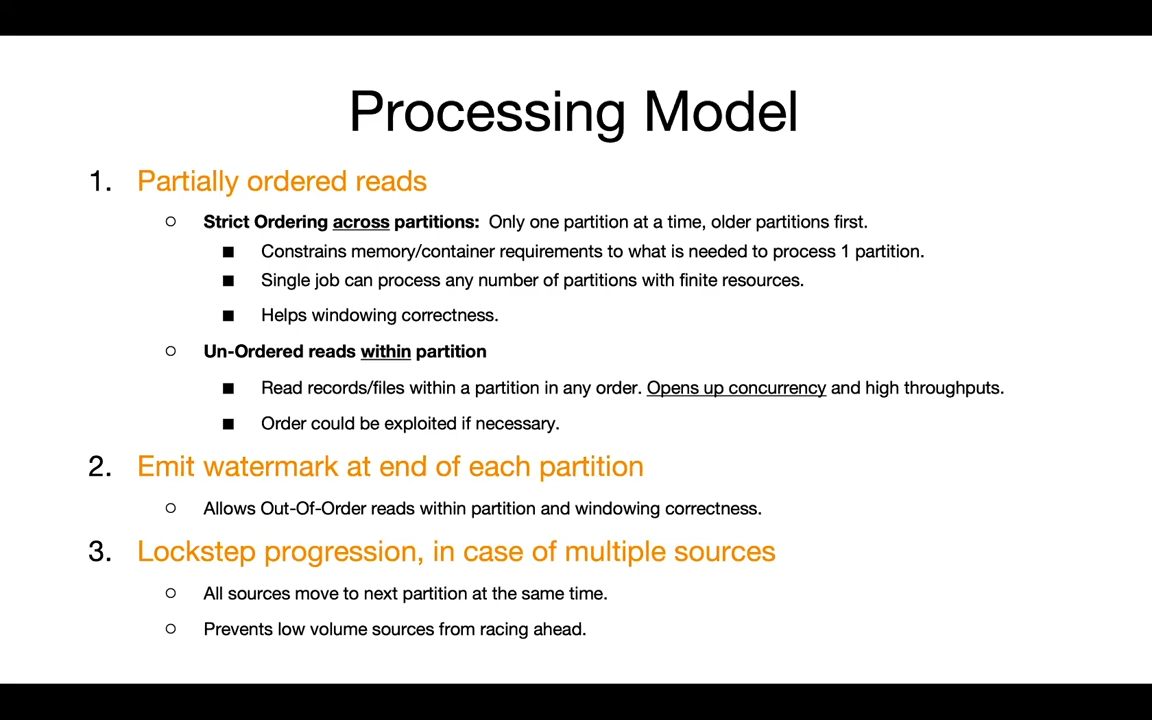 Processing Model
1. Partially ordered reads
○ Strict Ordering across partitions: Only one partition at a time, older partitions first.
■ Constrains memory/container requirements to what is needed to process 1 partition.
■ Single job can process any number of partitions with finite resources.
■ Helps windowing correctness.
○ Un-Ordered reads within partition
■ Read records/files within a partition in any order. Opens up concurrency and high throughputs.
■ Order could be exploited if necessary.
2. Emit watermark at end of each partition
○ Allows Out-Of-Order reads within partition and windowing correctness.
3. Lockstep progression, in case of multiple sources
○ All sources move to next partition at the same time.
○ Prevents low volume sources from racing ahead.